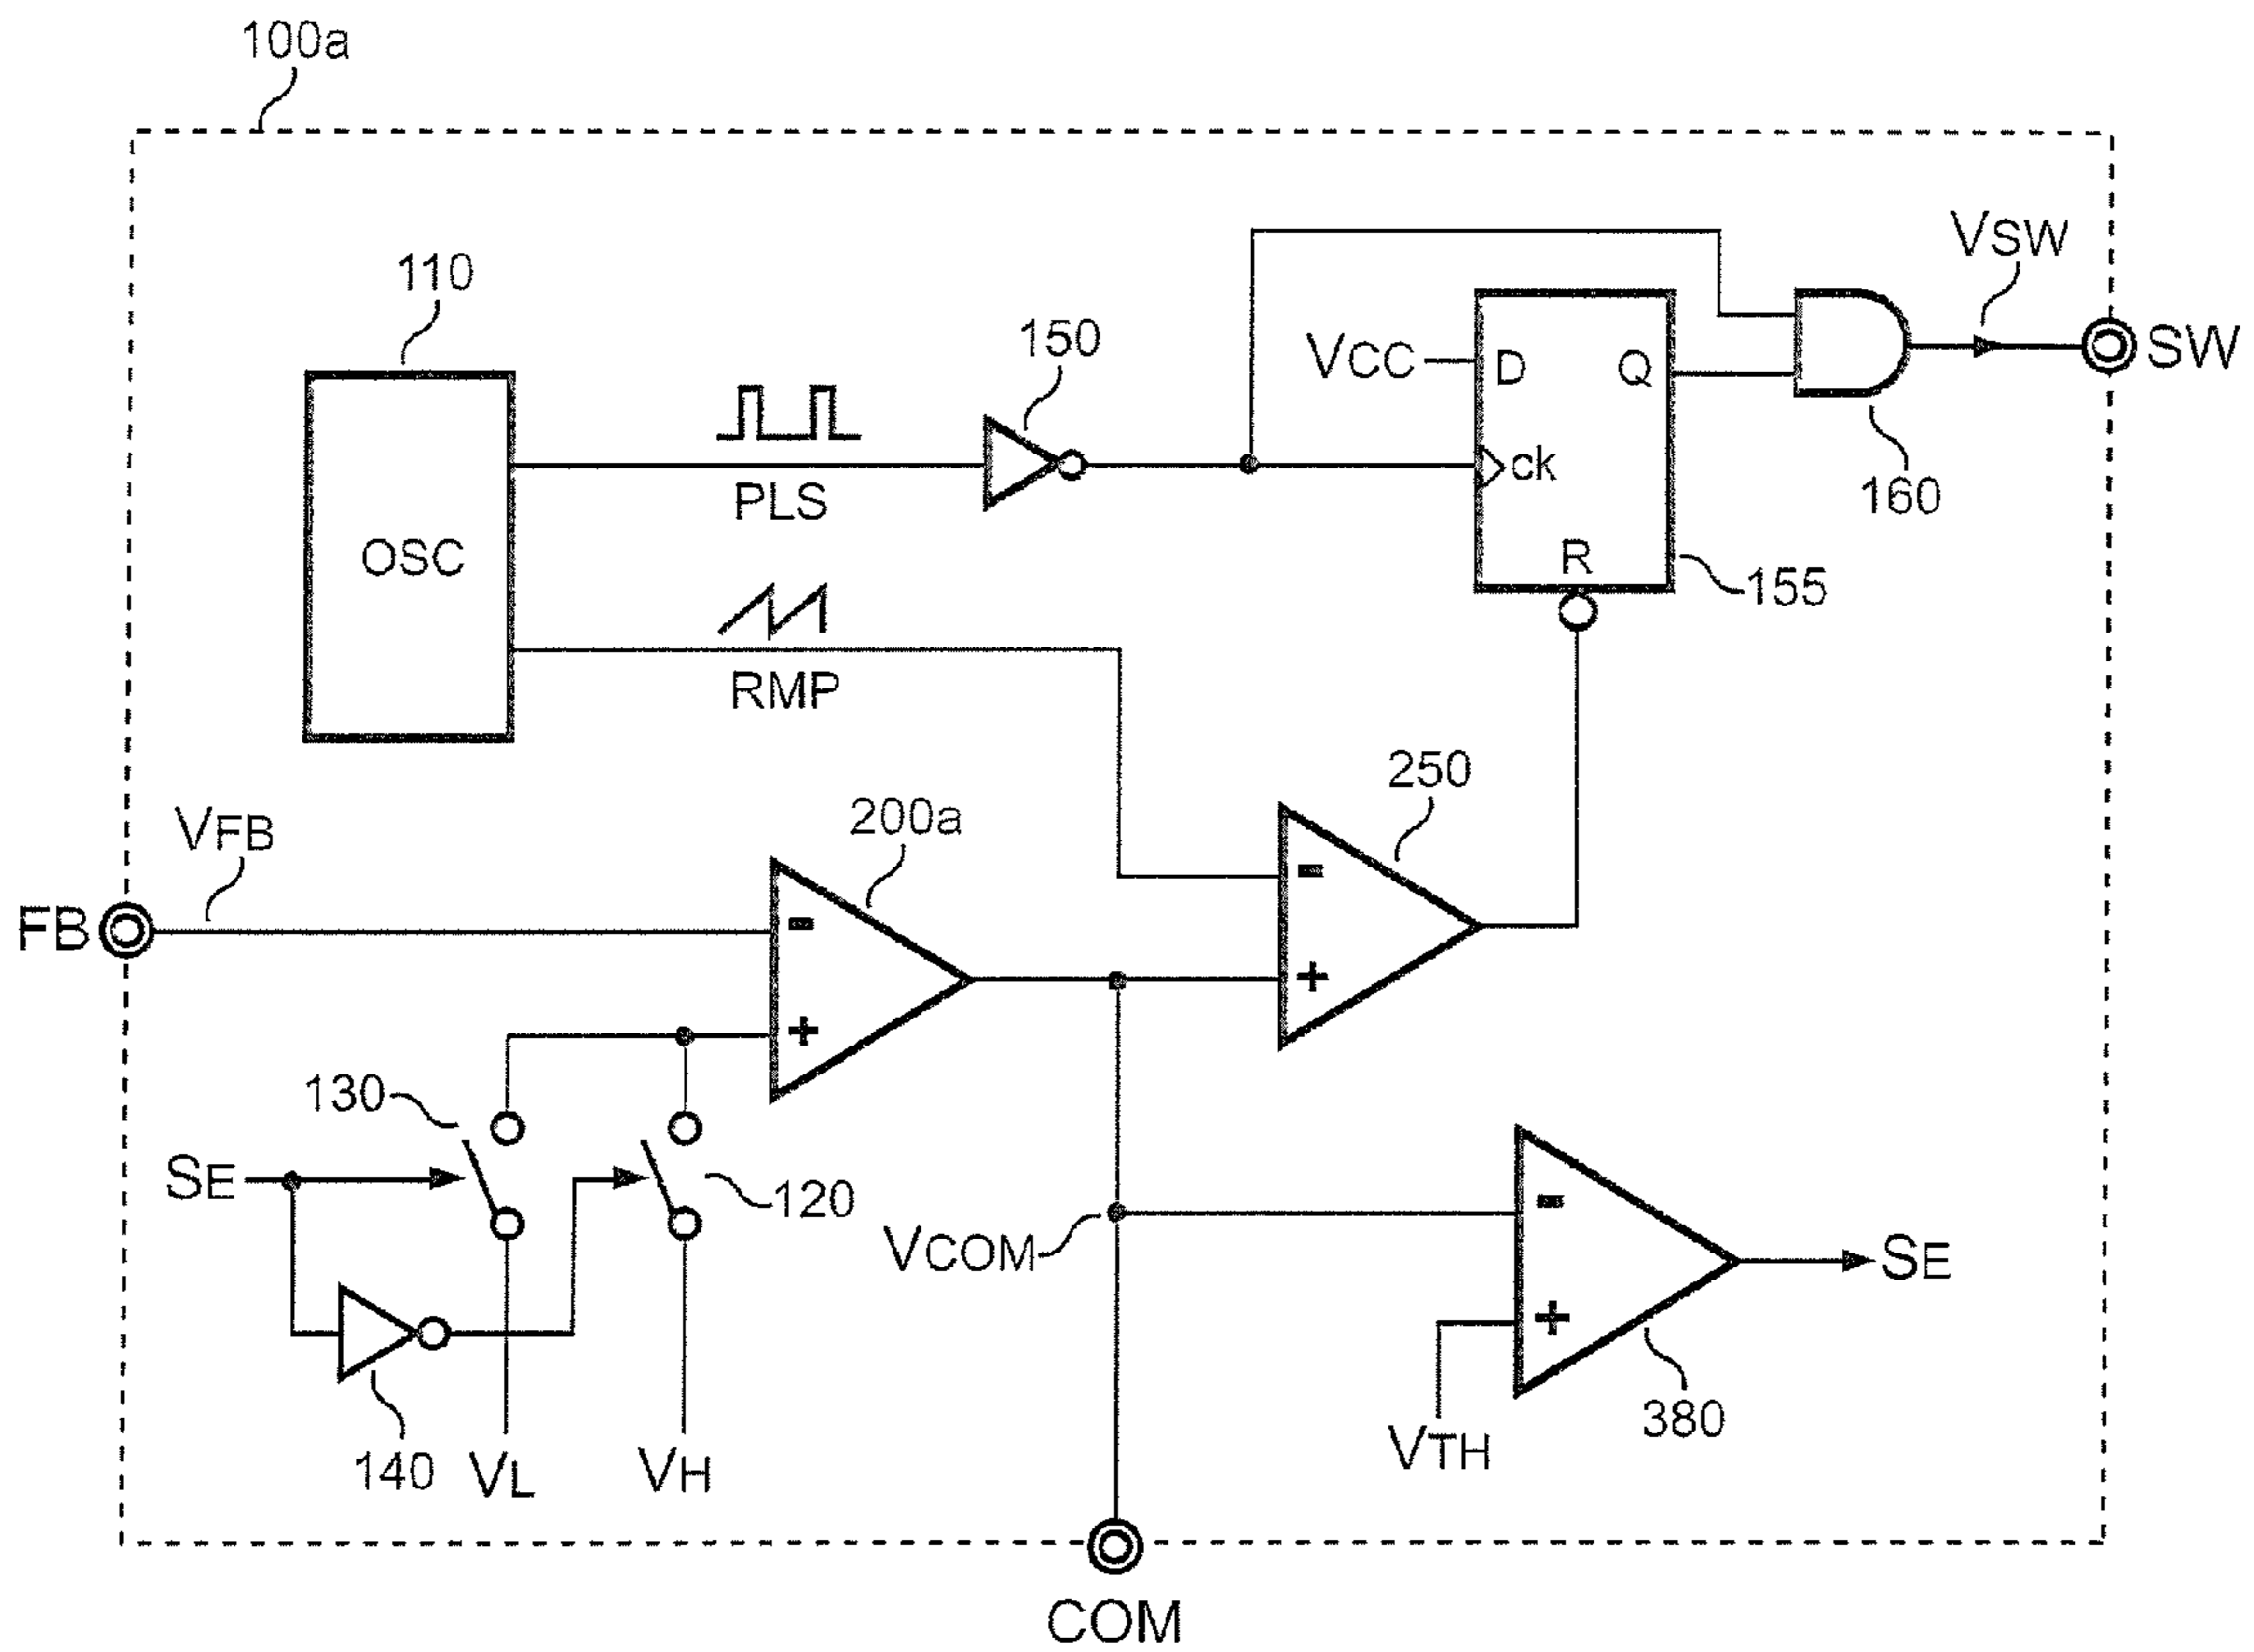 100a
110
OSC
PLS
RMP
150
VCC
D
Q
ck
R
155
160
VSW
SW
VFB
FB
200a
-
+
250
-
+
130
SE
120
140
VL
VH
VCOM
-
+
VTH
380
SE
COM